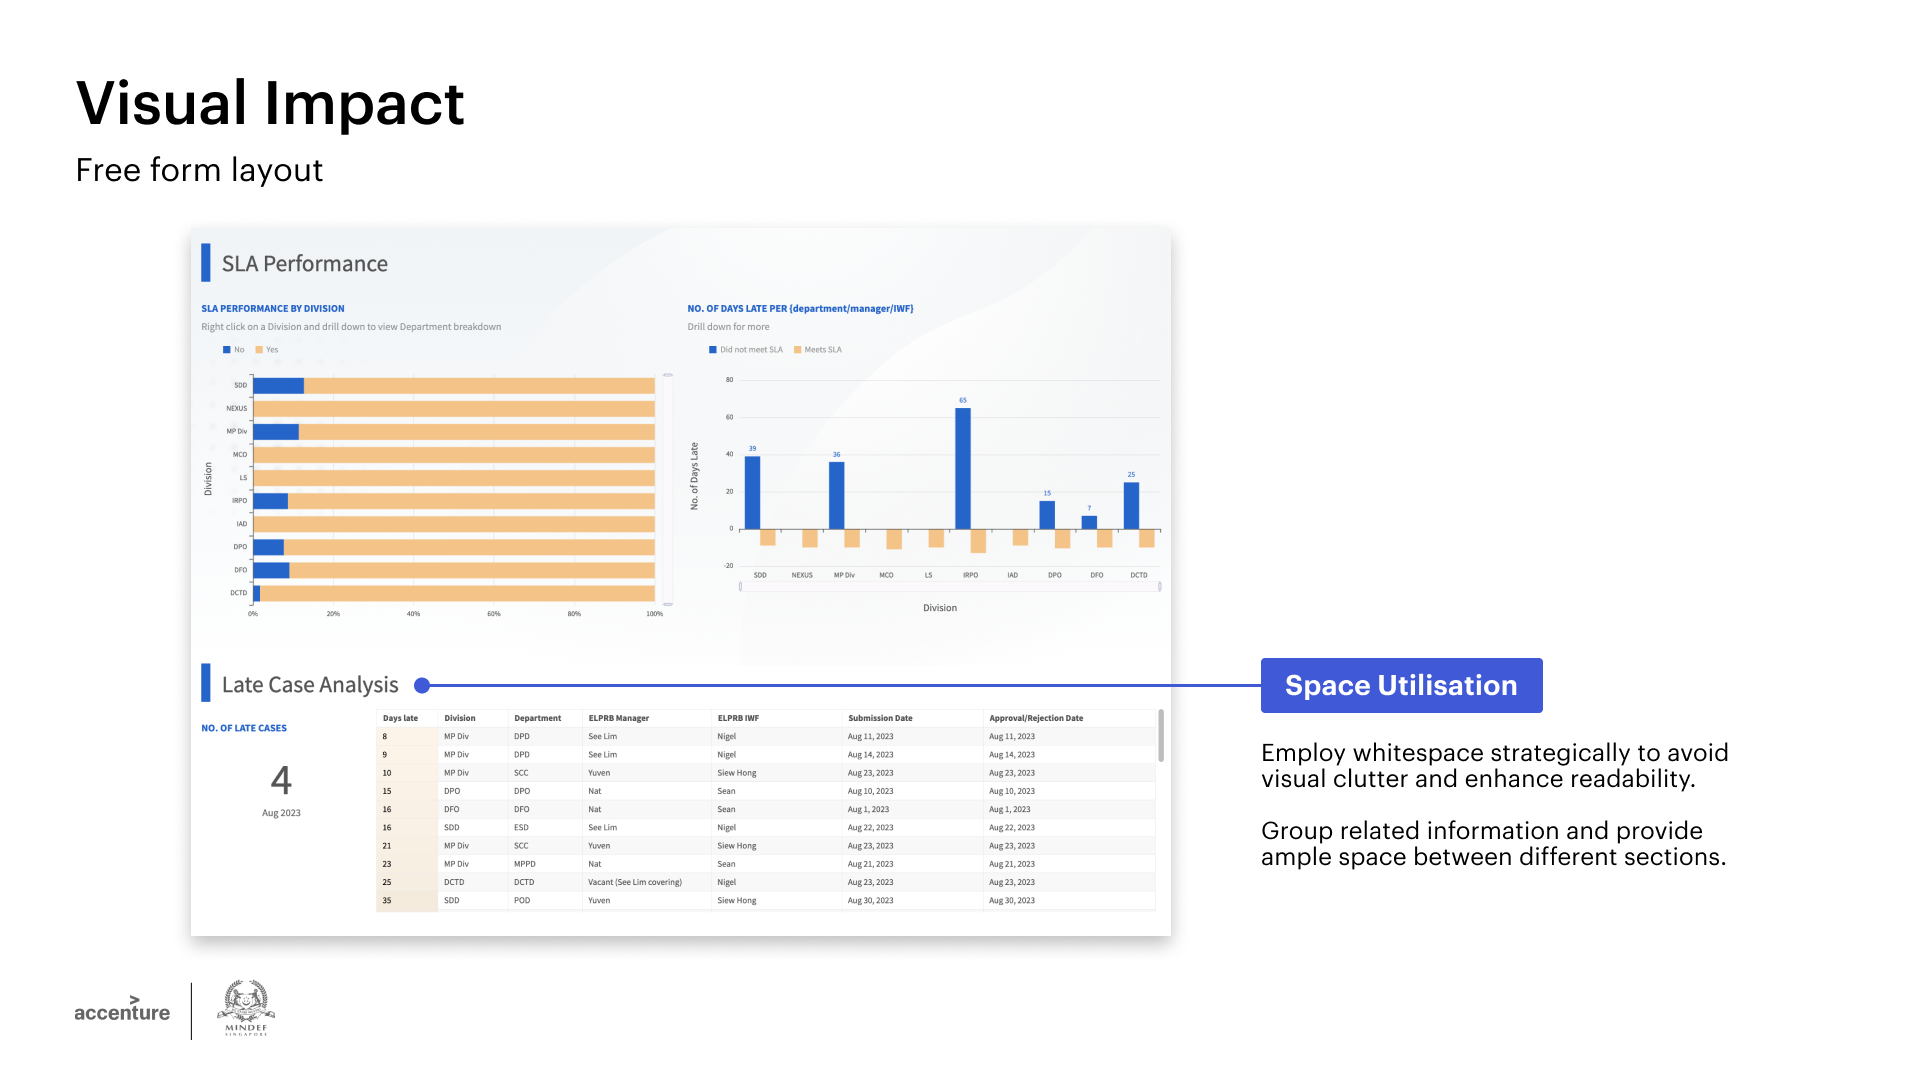 Visual Impact
Free form layout
SLA Performance
SLA PERFORMANCE BY DIVISION
Right click on a Division and drill down to view Department breakdown
No Yes
Division
SDD
NEXUS
MP Div
MCO
LS
IRPO
IAD
DPO
DFO
DCTD
0% 20% 40% 60% 80% 100%
NO. OF DAYS LATE PER {department/manager/IWF}
Drill down for more
Did not meet SLA Meets SLA
No. of Days Late
80
60
40
20
0
-20
39 36 65 15 7 25
SDD NEXUS MP Div MCO LS IRPO IAD DPO DFO DCTD
Division
Late Case Analysis
NO. OF LATE CASES
4
Aug 2023
Days late Division Department ELPRB Manager ELPRB IWF Submission Date Approval/Rejection Date
8 MP Div DPD See Lim Nigel Aug 11, 2023 Aug 11, 2023
9 MP Div DPD See Lim Nigel Aug 14, 2023 Aug 14, 2023
10 MP Div SCC Yuven Siew Hong Aug 23, 2023 Aug 23, 2023
15 DPO DPO Nat Sean Aug 10, 2023 Aug 10, 2023
16 DFO DFO Nat Sean Aug 1, 2023 Aug 1, 2023
16 SDD ESD See Lim Nigel Aug 22, 2023 Aug 22, 2023
21 MP Div SCC Yuven Siew Hong Aug 23, 2023 Aug 23, 2023
23 MP Div MPPD Nat Sean Aug 21, 2023 Aug 21, 2023
25 DCTD DCTD Vacant (See Lim covering) Nigel Aug 23, 2023 Aug 23, 2023
35 SDD POD Yuven Siew Hong Aug 30, 2023 Aug 30, 2023
Space Utilisation
Employ whitespace strategically to avoid
visual clutter and enhance readability.
Group related information and provide
ample space between different sections.
accenture
MINDEF
SINGAPORE